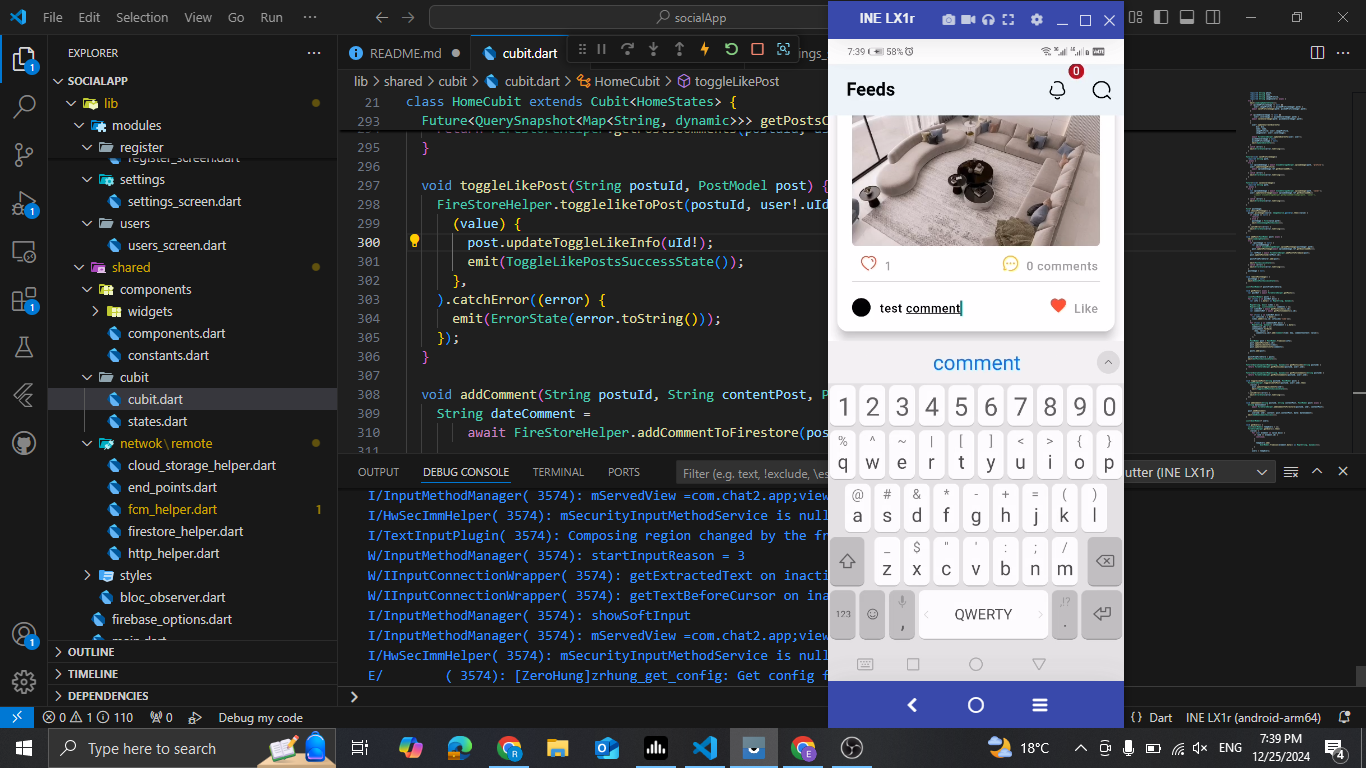 File Edit Selection View Go Run ···
socialApp
INE LX1r
EXPLORER
SOCIALAPP
lib
modules
register
register_screen.dart
settings
settings_screen.dart
users
users_screen.dart
shared
components
widgets
components.dart
constants.dart
cubit
cubit.dart
states.dart
netwok\remote
cloud_storage_helper.dart
end_points.dart
fcm_helper.dart 1
firestore_helper.dart
http_helper.dart
styles
bloc_observer.dart
firebase_options.dart
main.dart
OUTLINE
TIMELINE
DEPENDENCIES
README.md
cubit.dart
lib > shared > cubit > cubit.dart > HomeCubit > toggleLikePost
21 class HomeCubit extends Cubit<HomeStates> {
293 Future<QuerySnapshot<Map<String, dynamic>>> getPostsC
295 }
296
297 void toggleLikePost(String postuId, PostModel post) {
298 FireStoreHelper.togglelikeToPost(postuId, user!.uId
299 (value) {
300 post.updateToggleLikeInfo(uId!);
301 emit(ToggleLikePostsSuccessState());
302 },
303 ).catchError((error) {
304 emit(ErrorState(error.toString()));
305 });
306 }
307
308 void addComment(String postuId, String contentPost, P
309 String dateComment =
310 await FireStoreHelper.addCommentToFirestore(pos
311
OUTPUT DEBUG CONSOLE TERMINAL PORTS
Filter (e.g. text, !exclude, \es
utter (INE LX1r)
I/InputMethodManager( 3574): mServedView =com.chat2.app;view
I/HwSecImmHelper( 3574): mSecurityInputMethodService is null
I/TextInputPlugin( 3574): Composing region changed by the fr
W/InputMethodManager( 3574): startInputReason = 3
W/IInputConnectionWrapper( 3574): getExtractedText on inacti
W/IInputConnectionWrapper( 3574): getTextBeforeCursor on ina
I/InputMethodManager( 3574): showSoftInput
I/InputMethodManager( 3574): mServedView =com.chat2.app;view
I/HwSecImmHelper( 3574): mSecurityInputMethodService is null
E/ ( 3574): [ZeroHung]zrhung_get_config: Get config f
7:39 58%
Feeds
0
1
0 comments
test comment
Like
comment
1 2 3 4 5 6 7 8 9 0
% ^ ~ | [ ] < > { }
q w e r t y u i o p
@ # & * - + = ( )
a s d f g h j k l
_ $ " ' : ; /
z x c v b n m
123 , QWERTY ,!? .
0 1 110 0 Debug my code
{ } Dart INE LX1r (android-arm64)
Type here to search
18°C
ENG
7:39 PM
12/25/2024
4